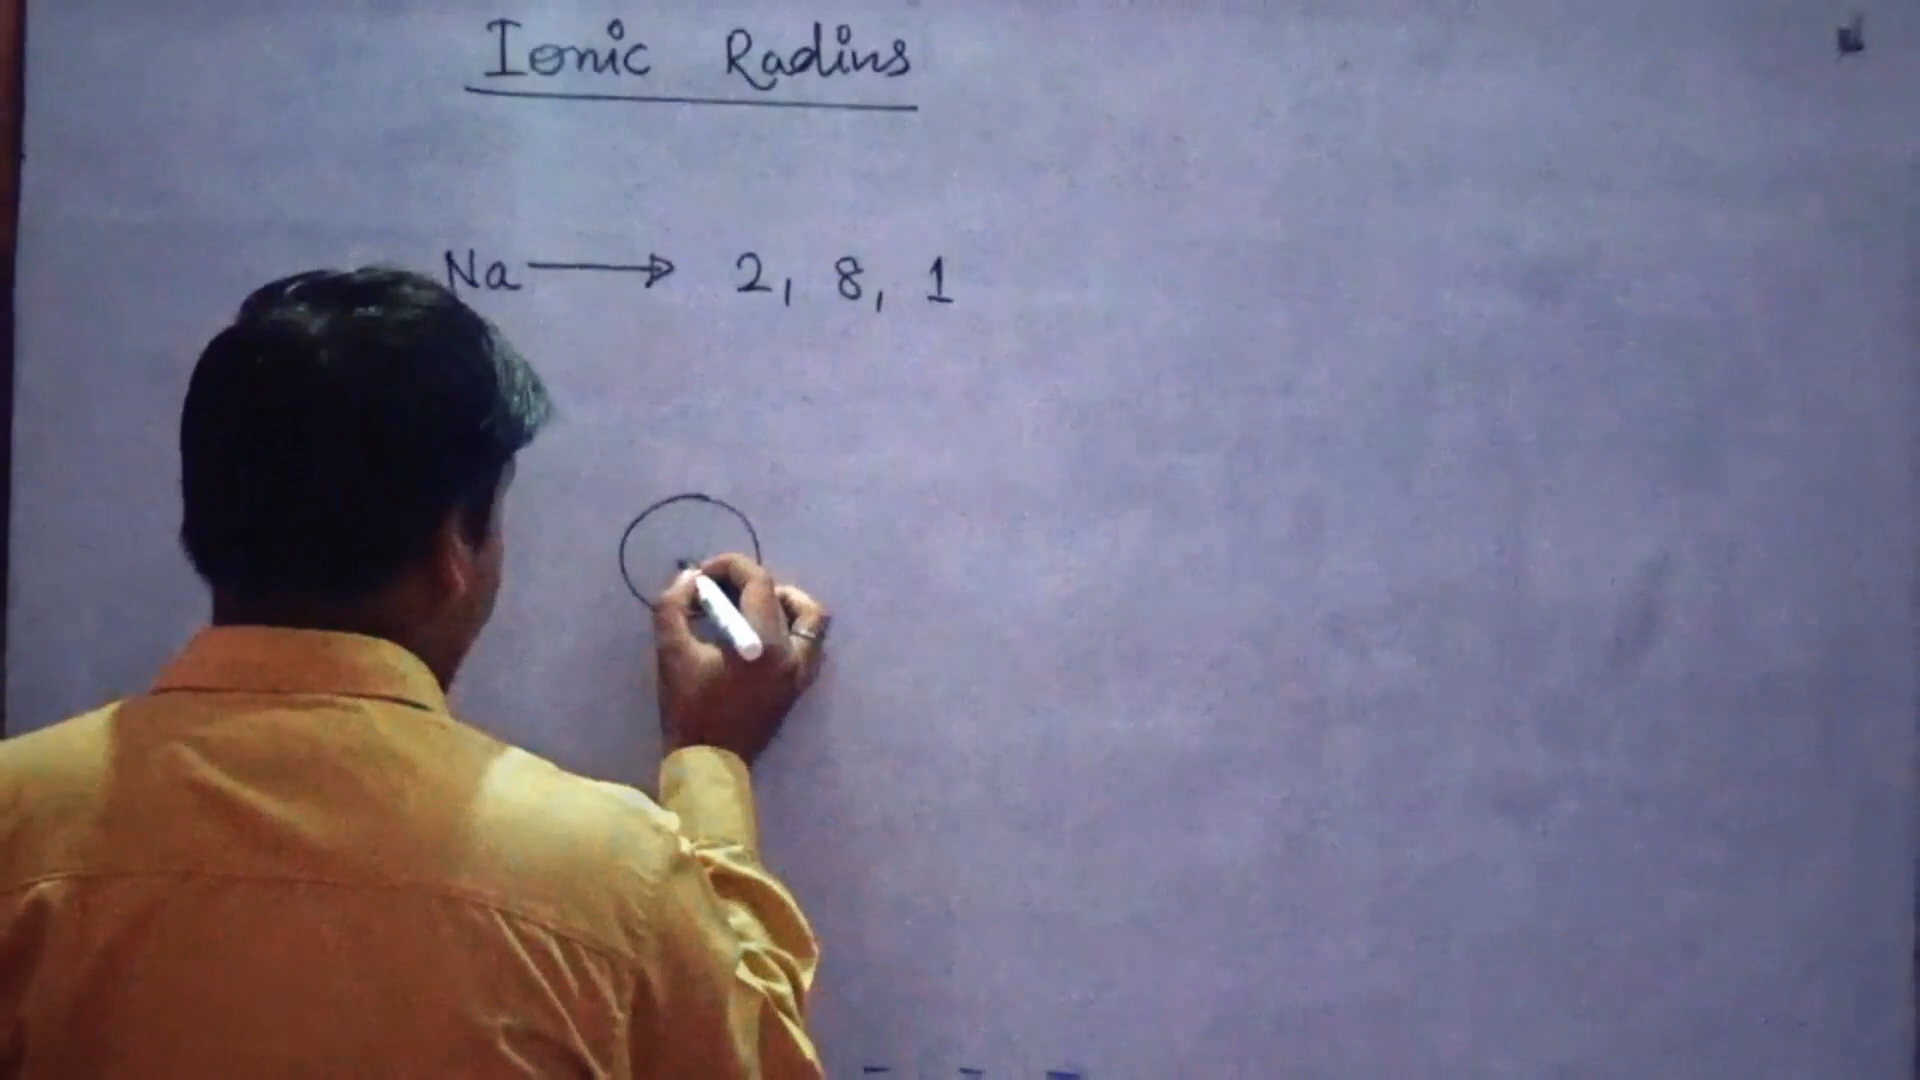 Ionic Radius
Na → 2, 8, 1